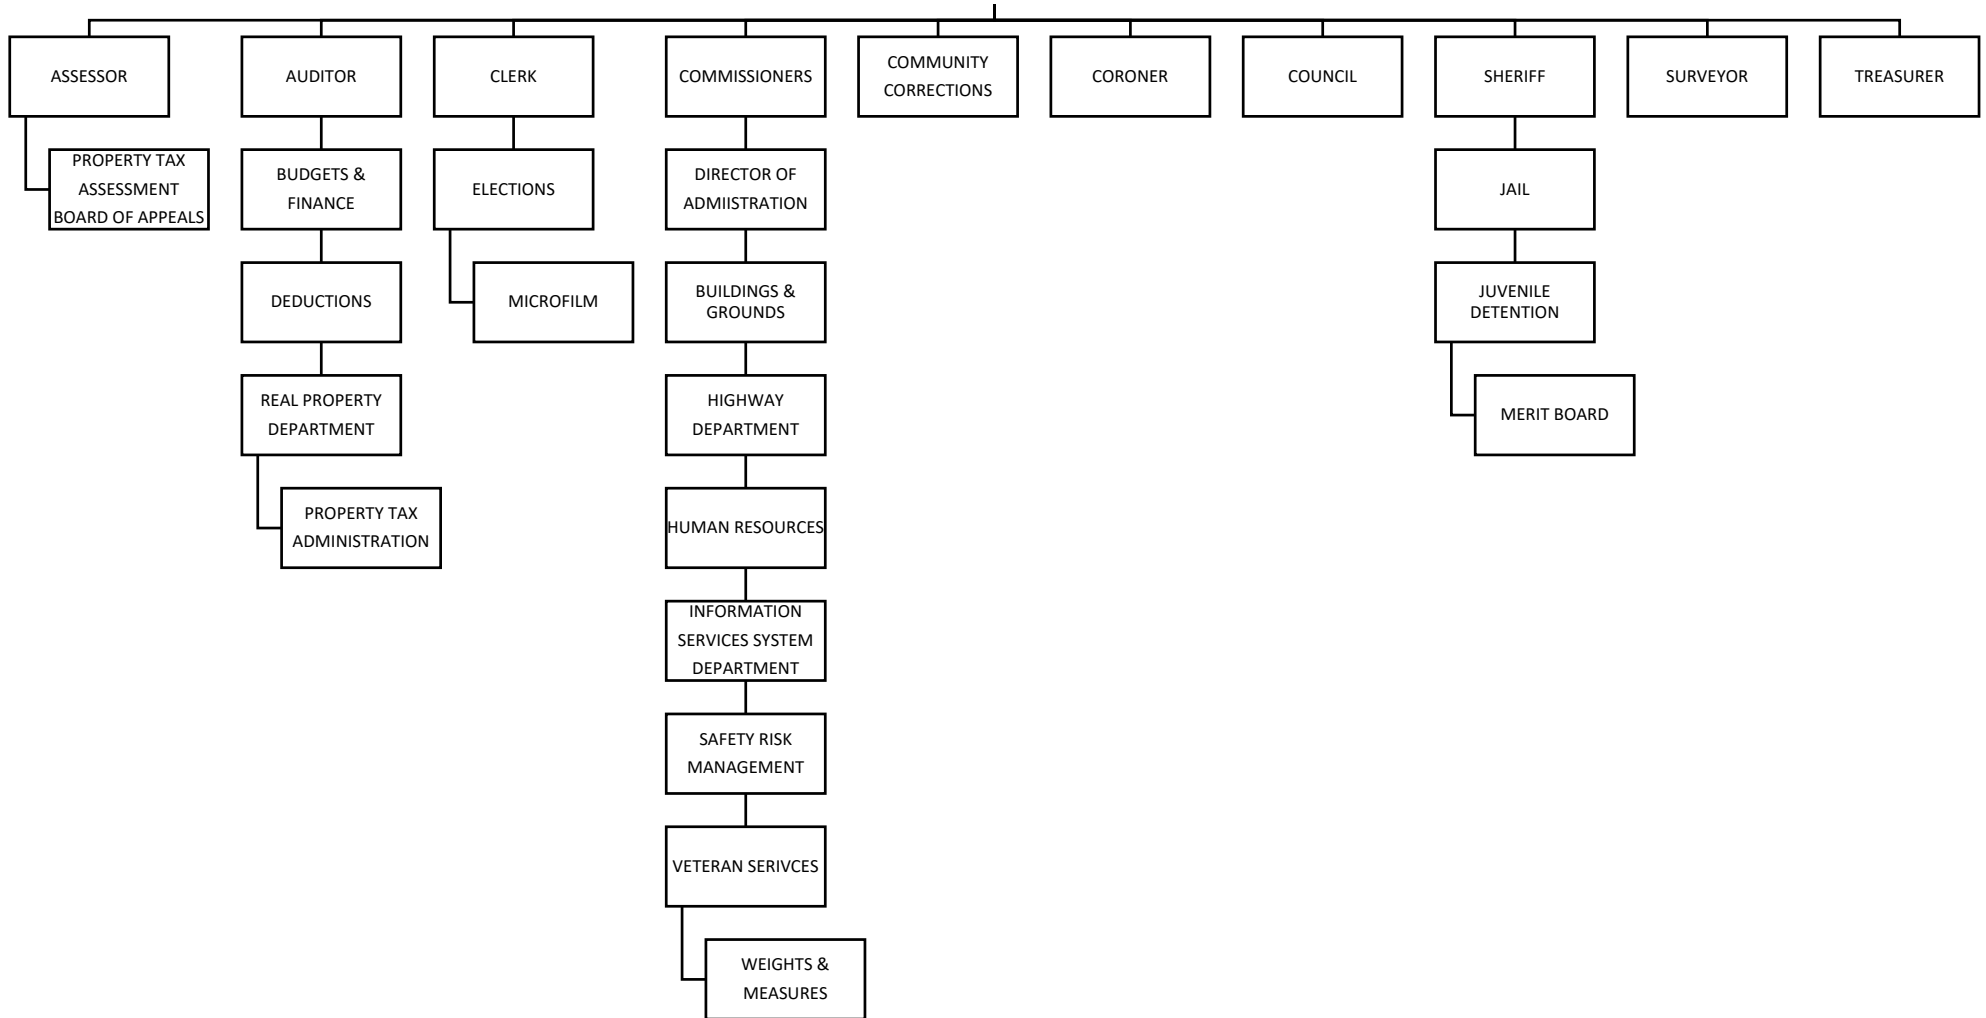 ASSESSOR
PROPERTY TAX
ASSESSMENT
BOARD OF APPEALS
AUDITOR
BUDGETS &
FINANCE
DEDUCTIONS
REAL PROPERTY
DEPARTMENT
PROPERTY TAX
ADMINISTRATION
CLERK
ELECTIONS
MICROFILM
COMMISSIONERS
DIRECTOR OF
ADMIISTRATION
BUILDINGS &
GROUNDS
HIGHWAY
DEPARTMENT
HUMAN RESOURCES
INFORMATION
SERVICES SYSTEM
DEPARTMENT
SAFETY RISK
MANAGEMENT
VETERAN SERIVCES
WEIGHTS &
MEASURES
COMMUNITY
CORRECTIONS
CORONER
COUNCIL
SHERIFF
JAIL
JUVENILE
DETENTION
MERIT BOARD
SURVEYOR
TREASURER